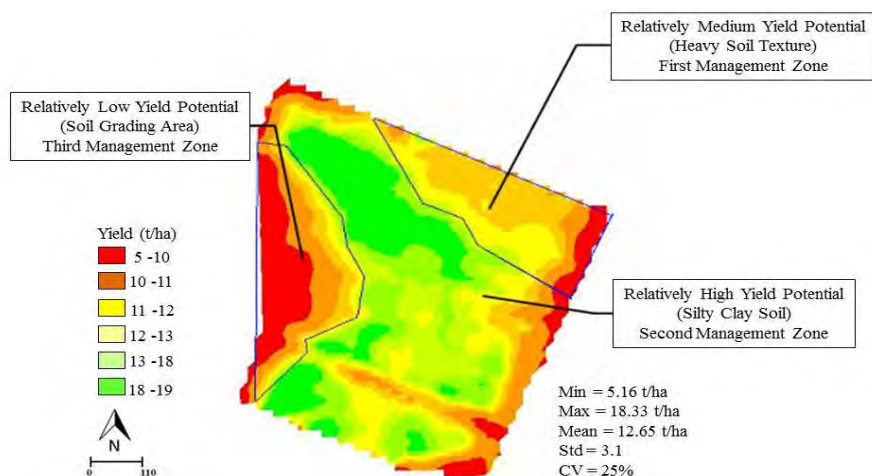 Relatively Medium Yield Potential
(Heavy Soil Texture)
First Management Zone
Relatively Low Yield Potential
(Soil Grading Area)
Third Management Zone
Yield (t/ha)
5 -10
10 -11
11 -12
12 -13
13 -18
18 -19
Relatively High Yield Potential
(Silty Clay Soil)
Second Management Zone
Min = 5.16 t/ha
Max = 18.33 t/ha
Mean = 12.65 t/ha
Std = 3.1
CV = 25%
N
0 110